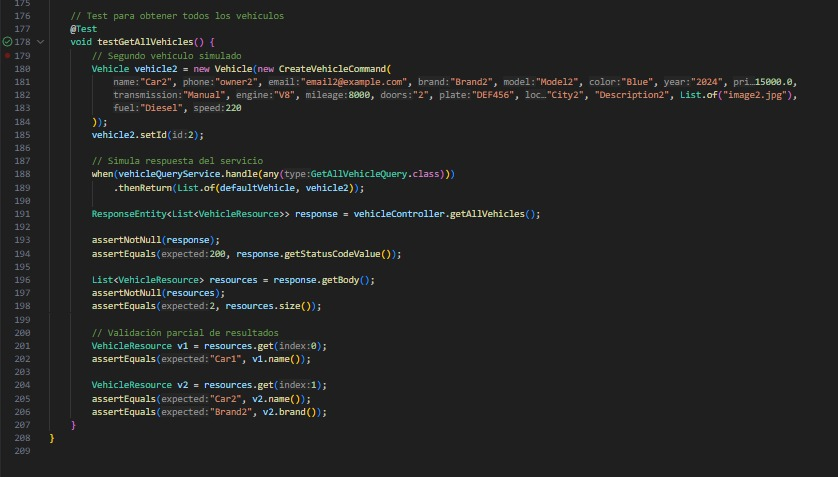 175
176 // Test para obtener todos los vehículos
177 @Test
178 void testGetAllVehicles() {
179 // Segundo vehículo simulado
180 Vehicle vehicle2 = new Vehicle(new CreateVehicleCommand(
181 name:"Car2", phone:"owner2", email:"email2@example.com", brand:"Brand2", model:"Model2", color:"Blue", year:"2024", pri…15000.0,
182 transmission:"Manual", engine:"V8", mileage:8000, doors:"2", plate:"DEF456", loc…"City2", "Description2", List.of("image2.jpg"),
183 fuel:"Diesel", speed:220
184 ));
185 vehicle2.setId(id:2);
186
187 // Simula respuesta del servicio
188 when(vehicleQueryService.handle(any(type:GetAllVehicleQuery.class)))
189 .thenReturn(List.of(defaultVehicle, vehicle2));
190
191 ResponseEntity<List<VehicleResource>> response = vehicleController.getAllVehicles();
192
193 assertNotNull(response);
194 assertEquals(expected:200, response.getStatusCodeValue());
195
196 List<VehicleResource> resources = response.getBody();
197 assertNotNull(resources);
198 assertEquals(expected:2, resources.size());
199
200 // Validación parcial de resultados
201 VehicleResource v1 = resources.get(index:0);
202 assertEquals(expected:"Car1", v1.name());
203
204 VehicleResource v2 = resources.get(index:1);
205 assertEquals(expected:"Car2", v2.name());
206 assertEquals(expected:"Brand2", v2.brand());
207 }
208 }
209